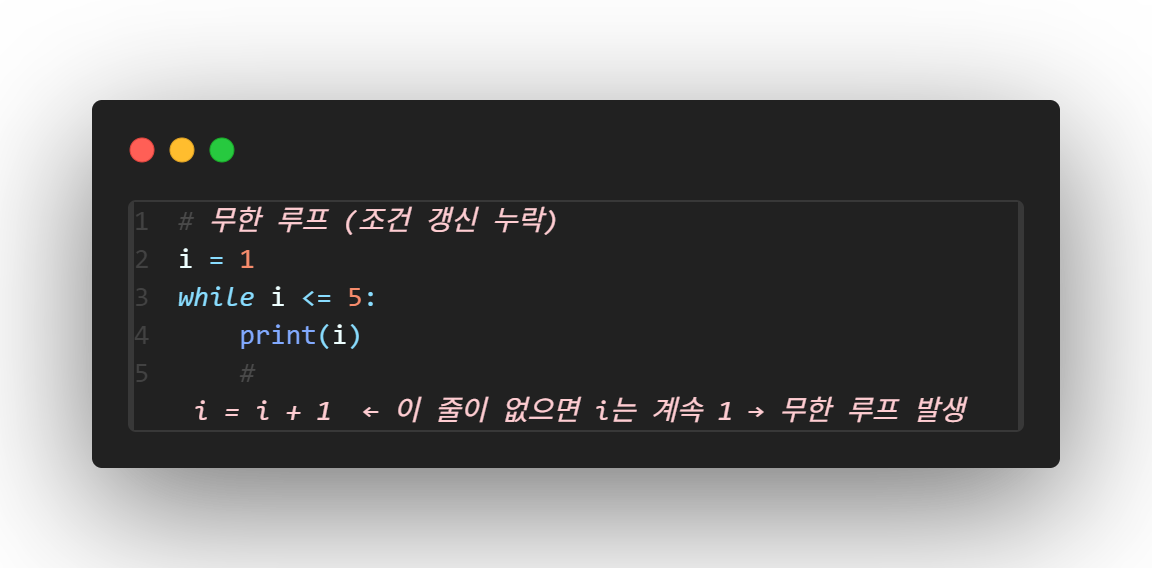 1 # 무한 루프 (조건 갱신 누락)
2 i = 1
3 while i <= 5:
4     print(i)
5     #
 i = i + 1  ← 이 줄이 없으면 i는 계속 1 → 무한 루프 발생